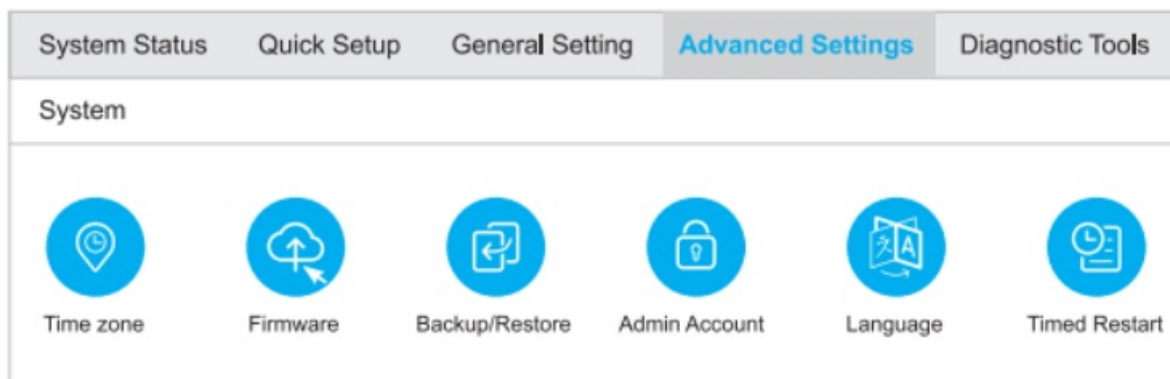 System Status Quick Setup General Setting Advanced Settings Diagnostic Tools
System
Time zone Firmware Backup/Restore Admin Account Language Timed Restart